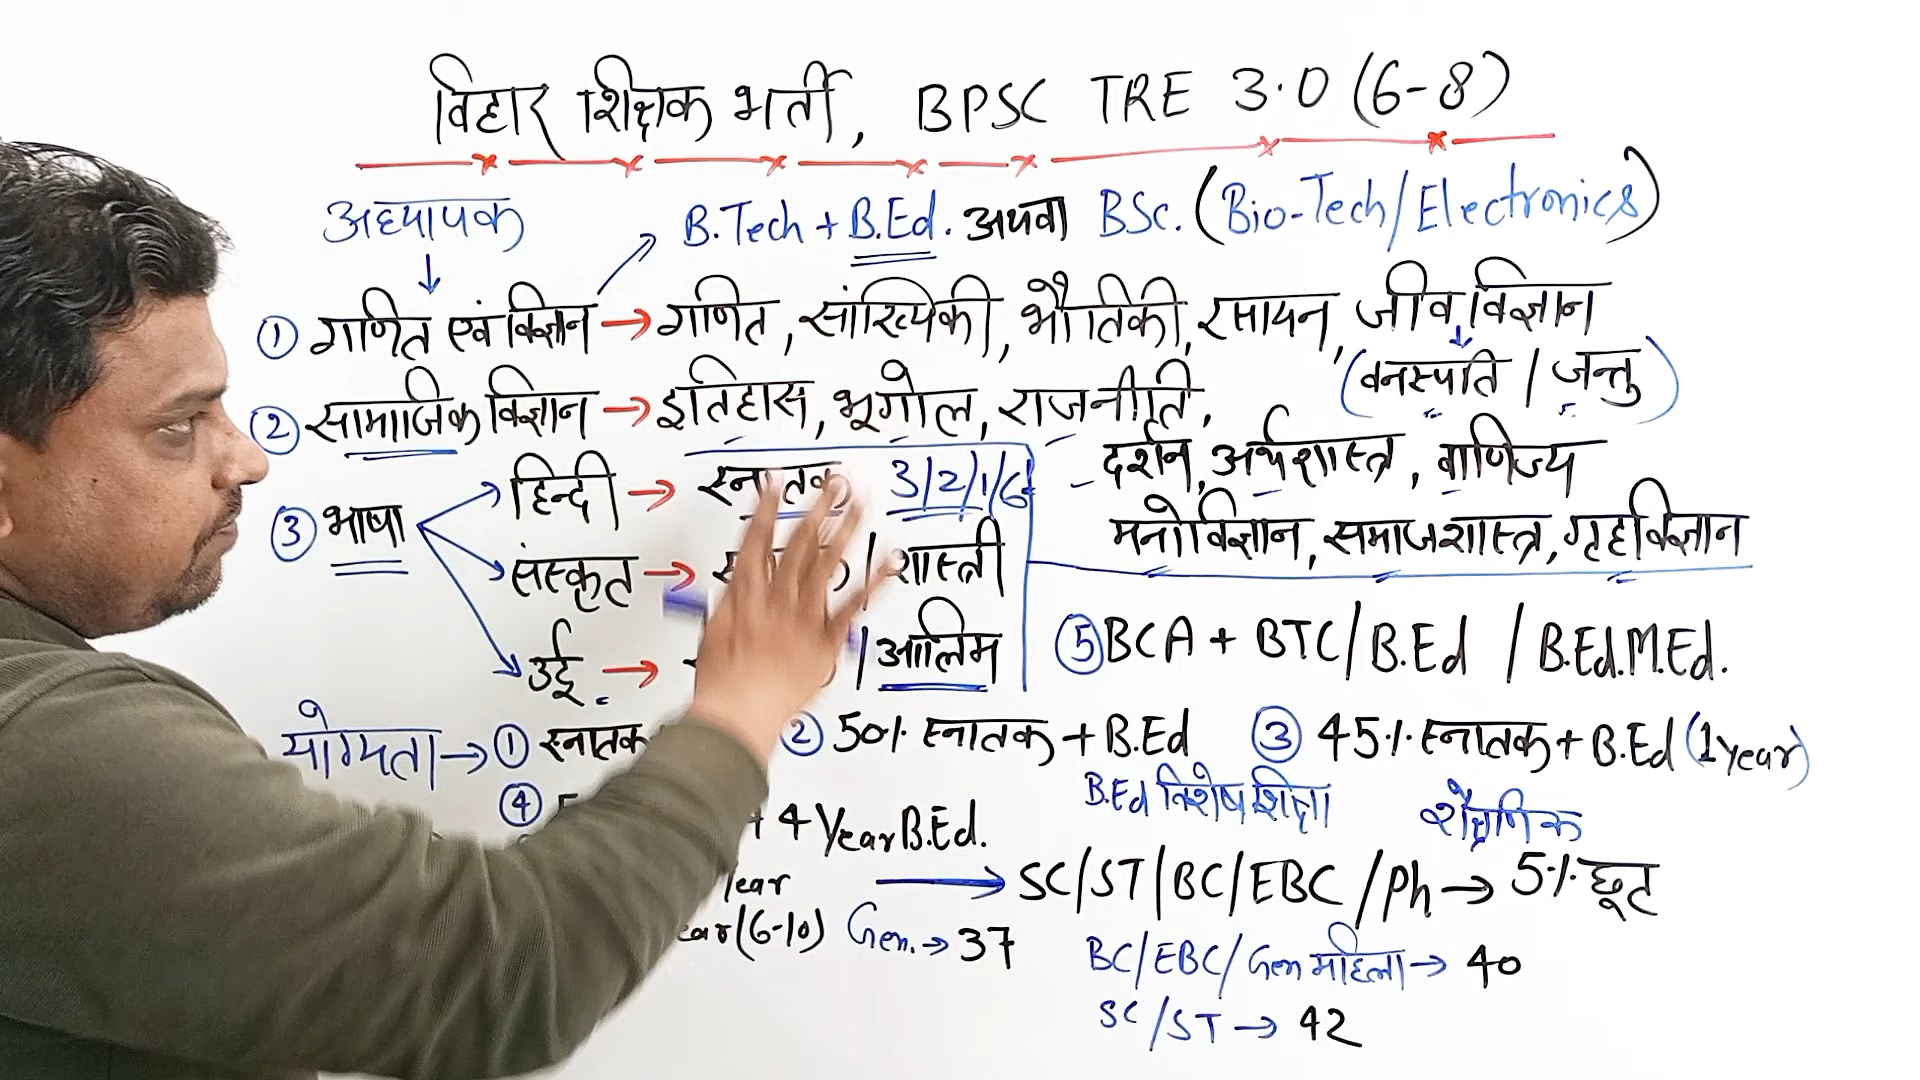 विहार शिक्षक भर्ती, BPSC TRE 3.0 (6-8)
अध्यापक B.Tech + B.Ed. अथवा BSc. (Bio-Tech/Electronics)
① गणित एवं विज्ञान → गणित, सांख्यिकी, भौतिकी, रसायन, जीव विज्ञान
(वनस्पति / जन्तु)
② सामाजिक विज्ञान → इतिहास, भूगोल, राजनीति,
दर्शन, अर्थशास्त्र, वाणिज्य
मनोविज्ञान, समाजशास्त्र, गृहविज्ञान
③ भाषा
हिन्दी → स्नातक 3/2/1/6
संस्कृत → / शास्त्री
उर्दू → / आलिम
⑤ BCA + BTC/B.Ed / B.Ed.M.Ed.
योग्यता → ① स्नातक ② 50% स्नातक + B.Ed ③ 45% स्नातक + B.Ed (1 year)
B.Ed विशेष शिक्षा
④ + 4 Year B.Ed.
शैक्षणिक
→ SC/ST/BC/EBC/Ph → 5% छूट
(6-10) Gen. → 37
BC/EBC/Gen महिला → 40
SC/ST → 42